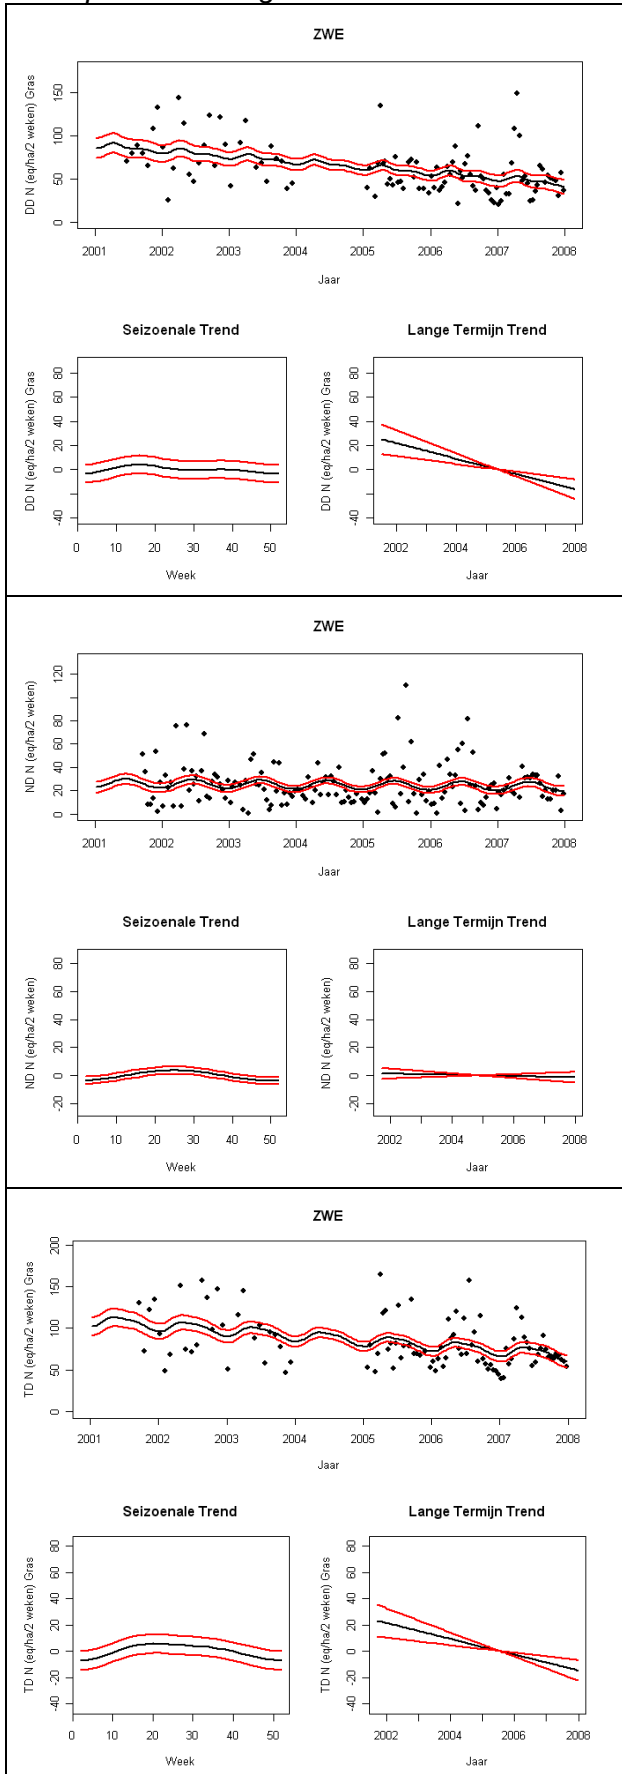 ZWE
DD N (eq/ha/2 weken) Gras
150
100
50
0
2001 2002 2003 2004 2005 2006 2007 2008
Jaar
Seizoenale Trend
DD N (eq/ha/2 weken) Gras
80
60
40
20
0
-40
0 10 20 30 40 50
Week
Lange Termijn Trend
DD N (eq/ha/2 weken) Gras
80
60
40
20
0
-40
2002 2004 2006 2008
Jaar
ZWE
ND N (eq/ha/2 weken)
120
80
60
40
20
0
2001 2002 2003 2004 2005 2006 2007 2008
Jaar
Seizoenale Trend
ND N (eq/ha/2 weken)
80
60
40
20
0
-20
0 10 20 30 40 50
Week
Lange Termijn Trend
ND N (eq/ha/2 weken)
80
60
40
20
0
-20
2002 2004 2006 2008
Jaar
ZWE
TD N (eq/ha/2 weken) Gras
200
150
100
50
0
2001 2002 2003 2004 2005 2006 2007 2008
Jaar
Seizoenale Trend
TD N (eq/ha/2 weken) Gras
80
60
40
20
0
-20
-40
0 10 20 30 40 50
Week
Lange Termijn Trend
TD N (eq/ha/2 weken) Gras
80
60
40
20
0
-20
-40
2002 2004 2006 2008
Jaar